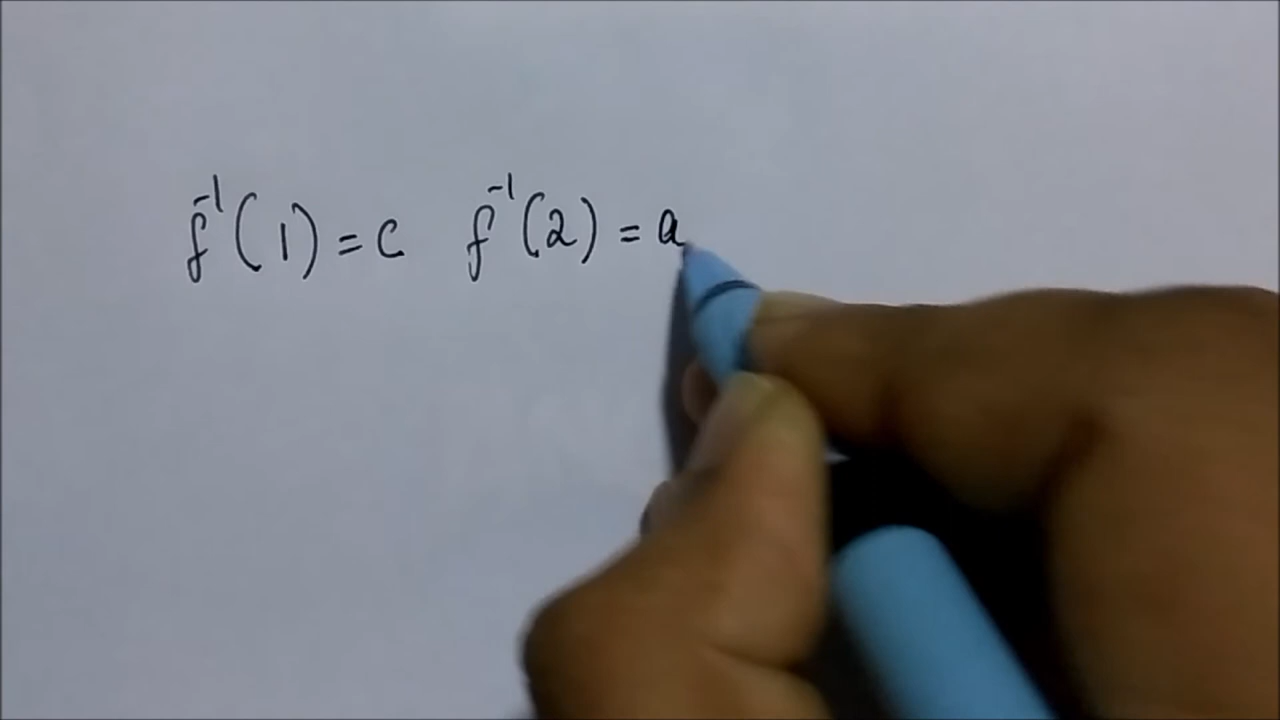 f⁻¹(1) = c f⁻¹(2) = a